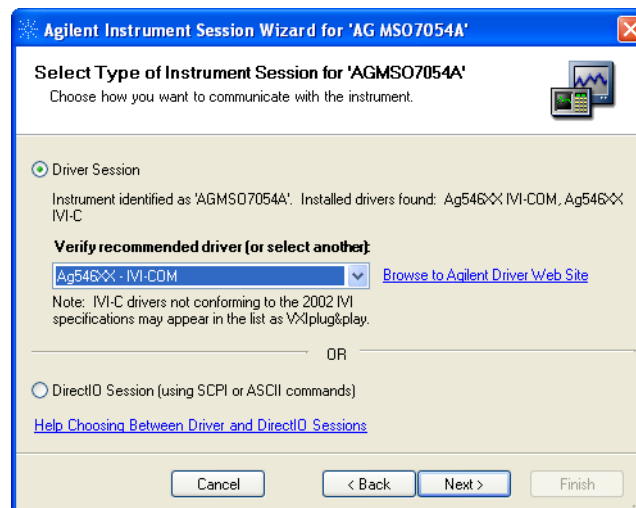 Agilent Instrument Session Wizard for 'AG MSO7054A'
Select Type of Instrument Session for 'AGMSO7054A'
Choose how you want to communicate with the instrument.
Driver Session
Instrument identified as 'AGMSO7054A'. Installed drivers found: Ag546XX IVI-COM, Ag546XX
IVI-C
Verify recommended driver (or select another):
Ag546XX - IVI-COM
Browse to Agilent Driver Web Site
Note: IVI-C drivers not conforming to the 2002 IVI
specifications may appear in the list as VXIplug&play.
OR
DirectIO Session (using SCPI or ASCII commands)
Help Choosing Between Driver and DirectIO Sessions
Cancel
< Back
Next >
Finish